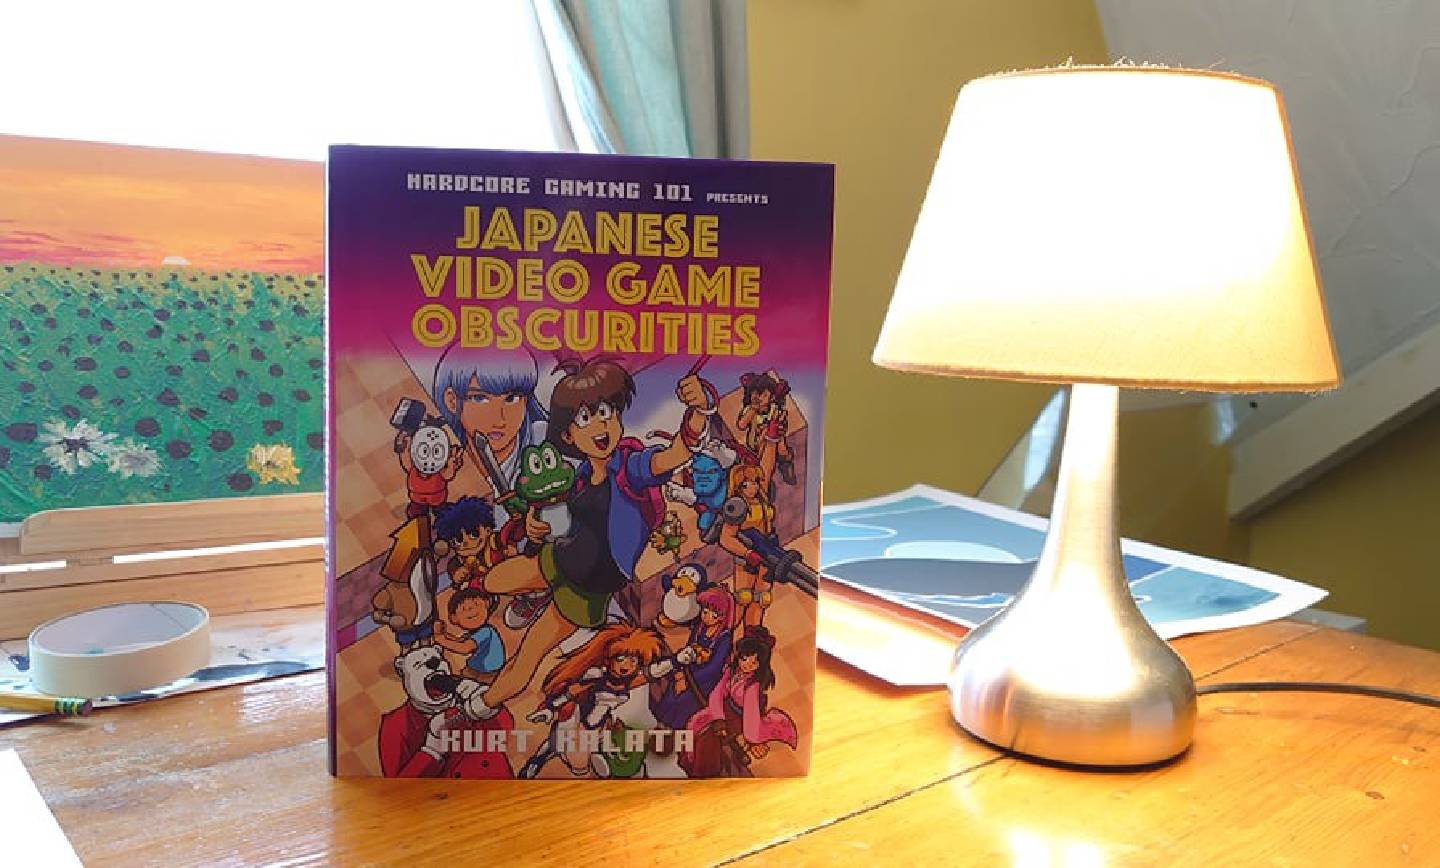 HARDCORE GAMING 101 PRESENTS
JAPANESE
VIDEO GAME
OBSCURITIES
KURT KALATA